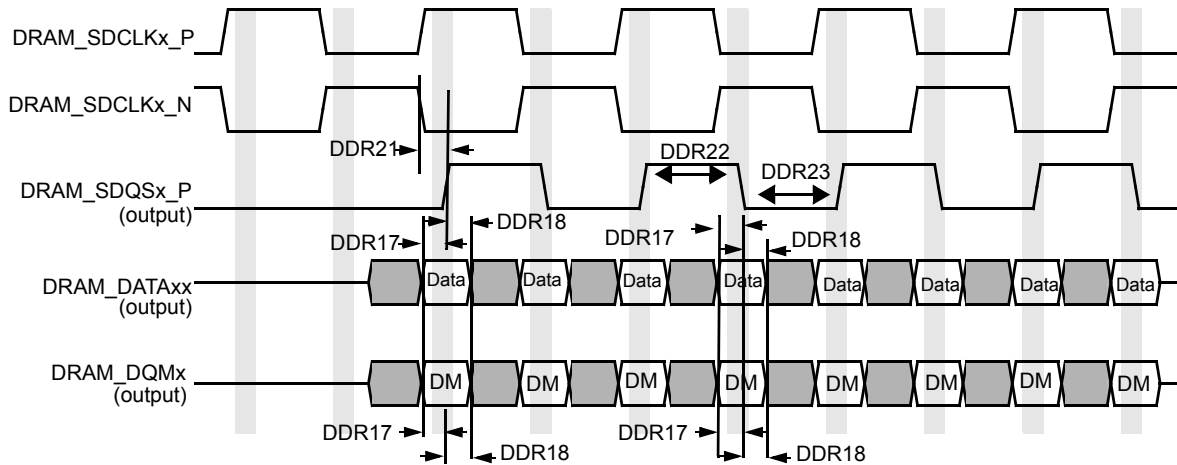 DRAM_SDCLKx_P
DRAM_SDCLKx_N
DDR21
DDR22
DRAM_SDQSx_P
(output)
DDR23
DDR18
DDR17
DDR17
DDR18
DRAM_DATAxx
(output)
Data Data Data Data Data Data Data Data
DRAM_DQMx
(output)
DM DM DM DM DM DM DM DM
DDR17
DDR18
DDR17
DDR18